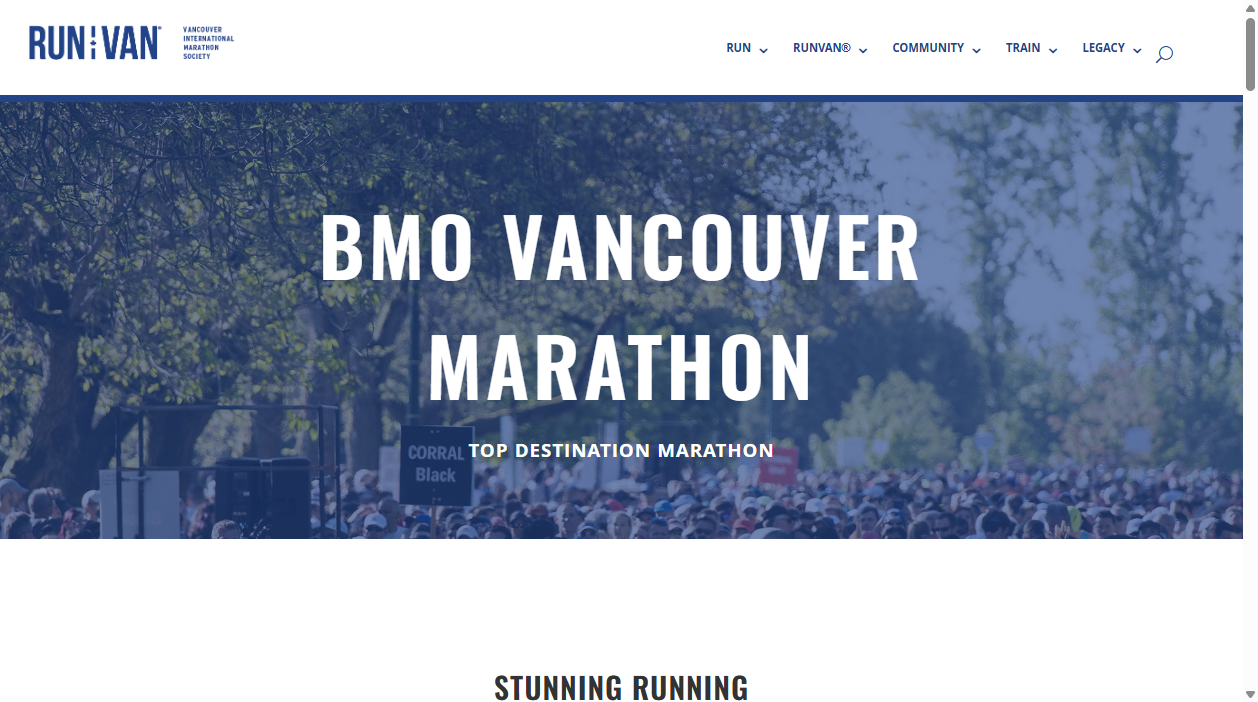 RUN VAN®
VANCOUVER
INTERNATIONAL
MARATHON
SOCIETY
RUN
RUNVAN®
COMMUNITY
TRAIN
LEGACY
BMO VANCOUVER
MARATHON
CORRAL
Black
TOP DESTINATION MARATHON
STUNNING RUNNING